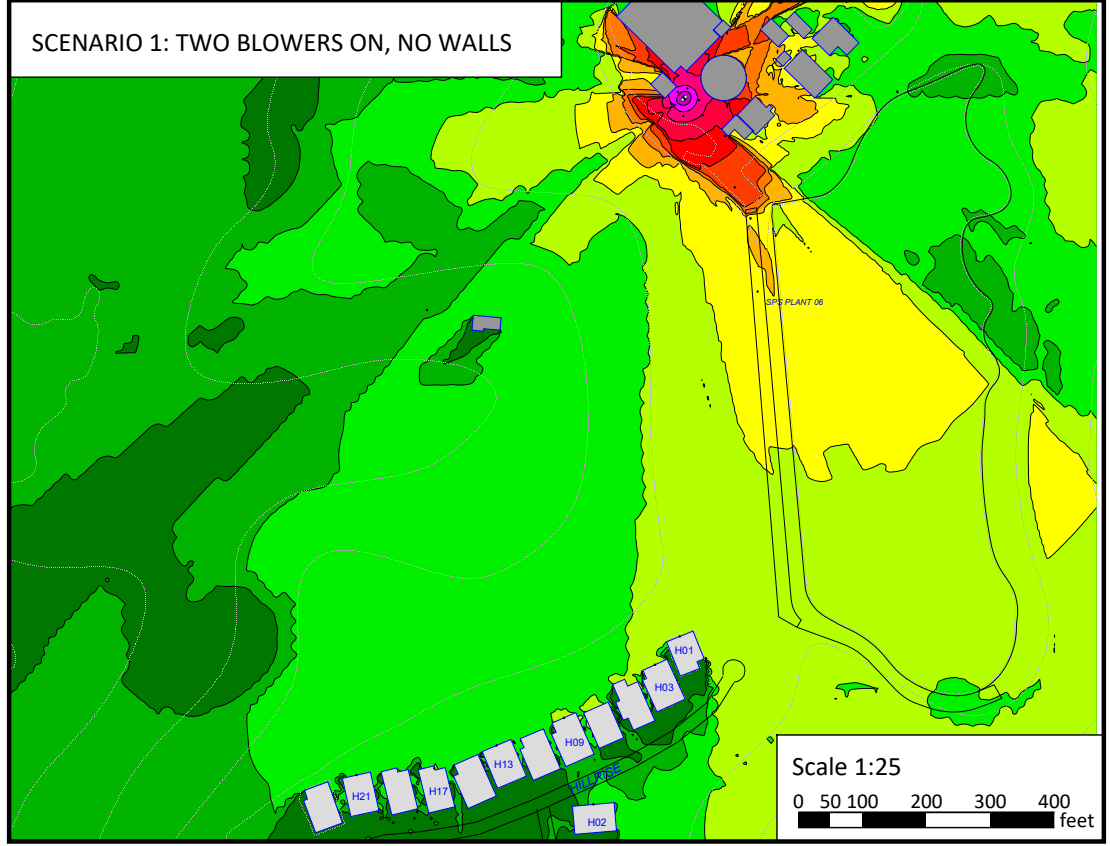 SCENARIO 1: TWO BLOWERS ON, NO WALLS
SPS PLANT 06
H01
H03
H09
H13
H17
H21
HILLRISE
H02
Scale 1:25
0 50 100 200 300 400
feet